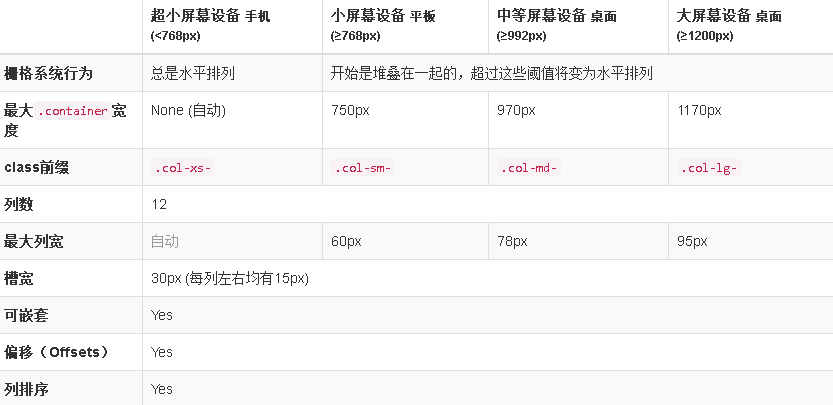 超小屏幕设备 手机 小屏幕设备 平板 中等屏幕设备 桌面 大屏幕设备 桌面
(<768px) (≥768px) (≥992px) (≥1200px)
栅格系统行为 总是水平排列 开始是堆叠在一起的，超过这些阈值将变为水平排列
最大 .container 宽度 None (自动) 750px 970px 1170px
class前缀 .col-xs- .col-sm- .col-md- .col-lg-
列数 12
最大列宽 自动 60px 78px 95px
槽宽 30px (每列左右均有15px)
可嵌套 Yes
偏移（Offsets） Yes
列排序 Yes